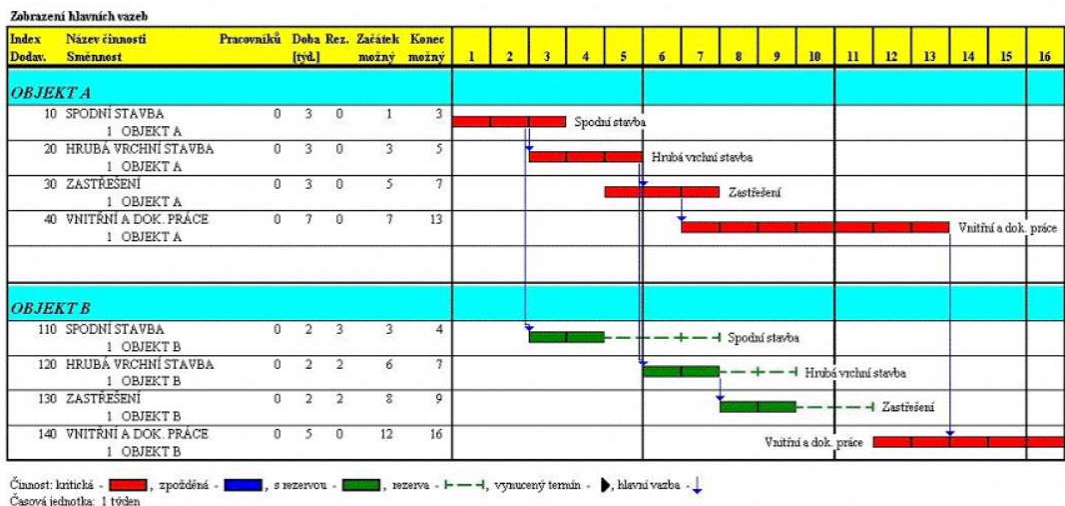 Zobrazení hlavních vazeb
Index Název činnosti Pracovníků Doba Rez. Začátek Konec
Dodav. Směnnost [týd.] možný možný 1 2 3 4 5 6 7 8 9 10 11 12 13 14 15 16
OBJEKT A
10 SPODNÍ STAVBA 0 3 0 1 3 Spodní stavba
1 OBJEKT A
20 HRUBÁ VRCHNÍ STAVBA 0 3 0 3 5 Hrubá vrchní stavba
1 OBJEKT A
30 ZASTŘEŠENÍ 0 3 0 5 7 Zastřešení
1 OBJEKT A
40 VNITŘNÍ A DOK. PRÁCE 0 7 0 7 13 Vnitřní a dok. práce
1 OBJEKT A
OBJEKT B
110 SPODNÍ STAVBA 0 2 3 3 4 Spodní stavba
1 OBJEKT B
120 HRUBÁ VRCHNÍ STAVBA 0 2 2 6 7 Hrubá vrchní stavba
1 OBJEKT B
130 ZASTŘEŠENÍ 0 2 2 8 9 Zastřešení
1 OBJEKT B
140 VNITŘNÍ A DOK. PRÁCE 0 5 0 12 16 Vnitřní a dok. práce
1 OBJEKT B
Činnost: kritická - , zpožděná - , s rezervou - , rezerva - , vynucený termín - , hlavní vazba -
Časová jednotka: 1 týden